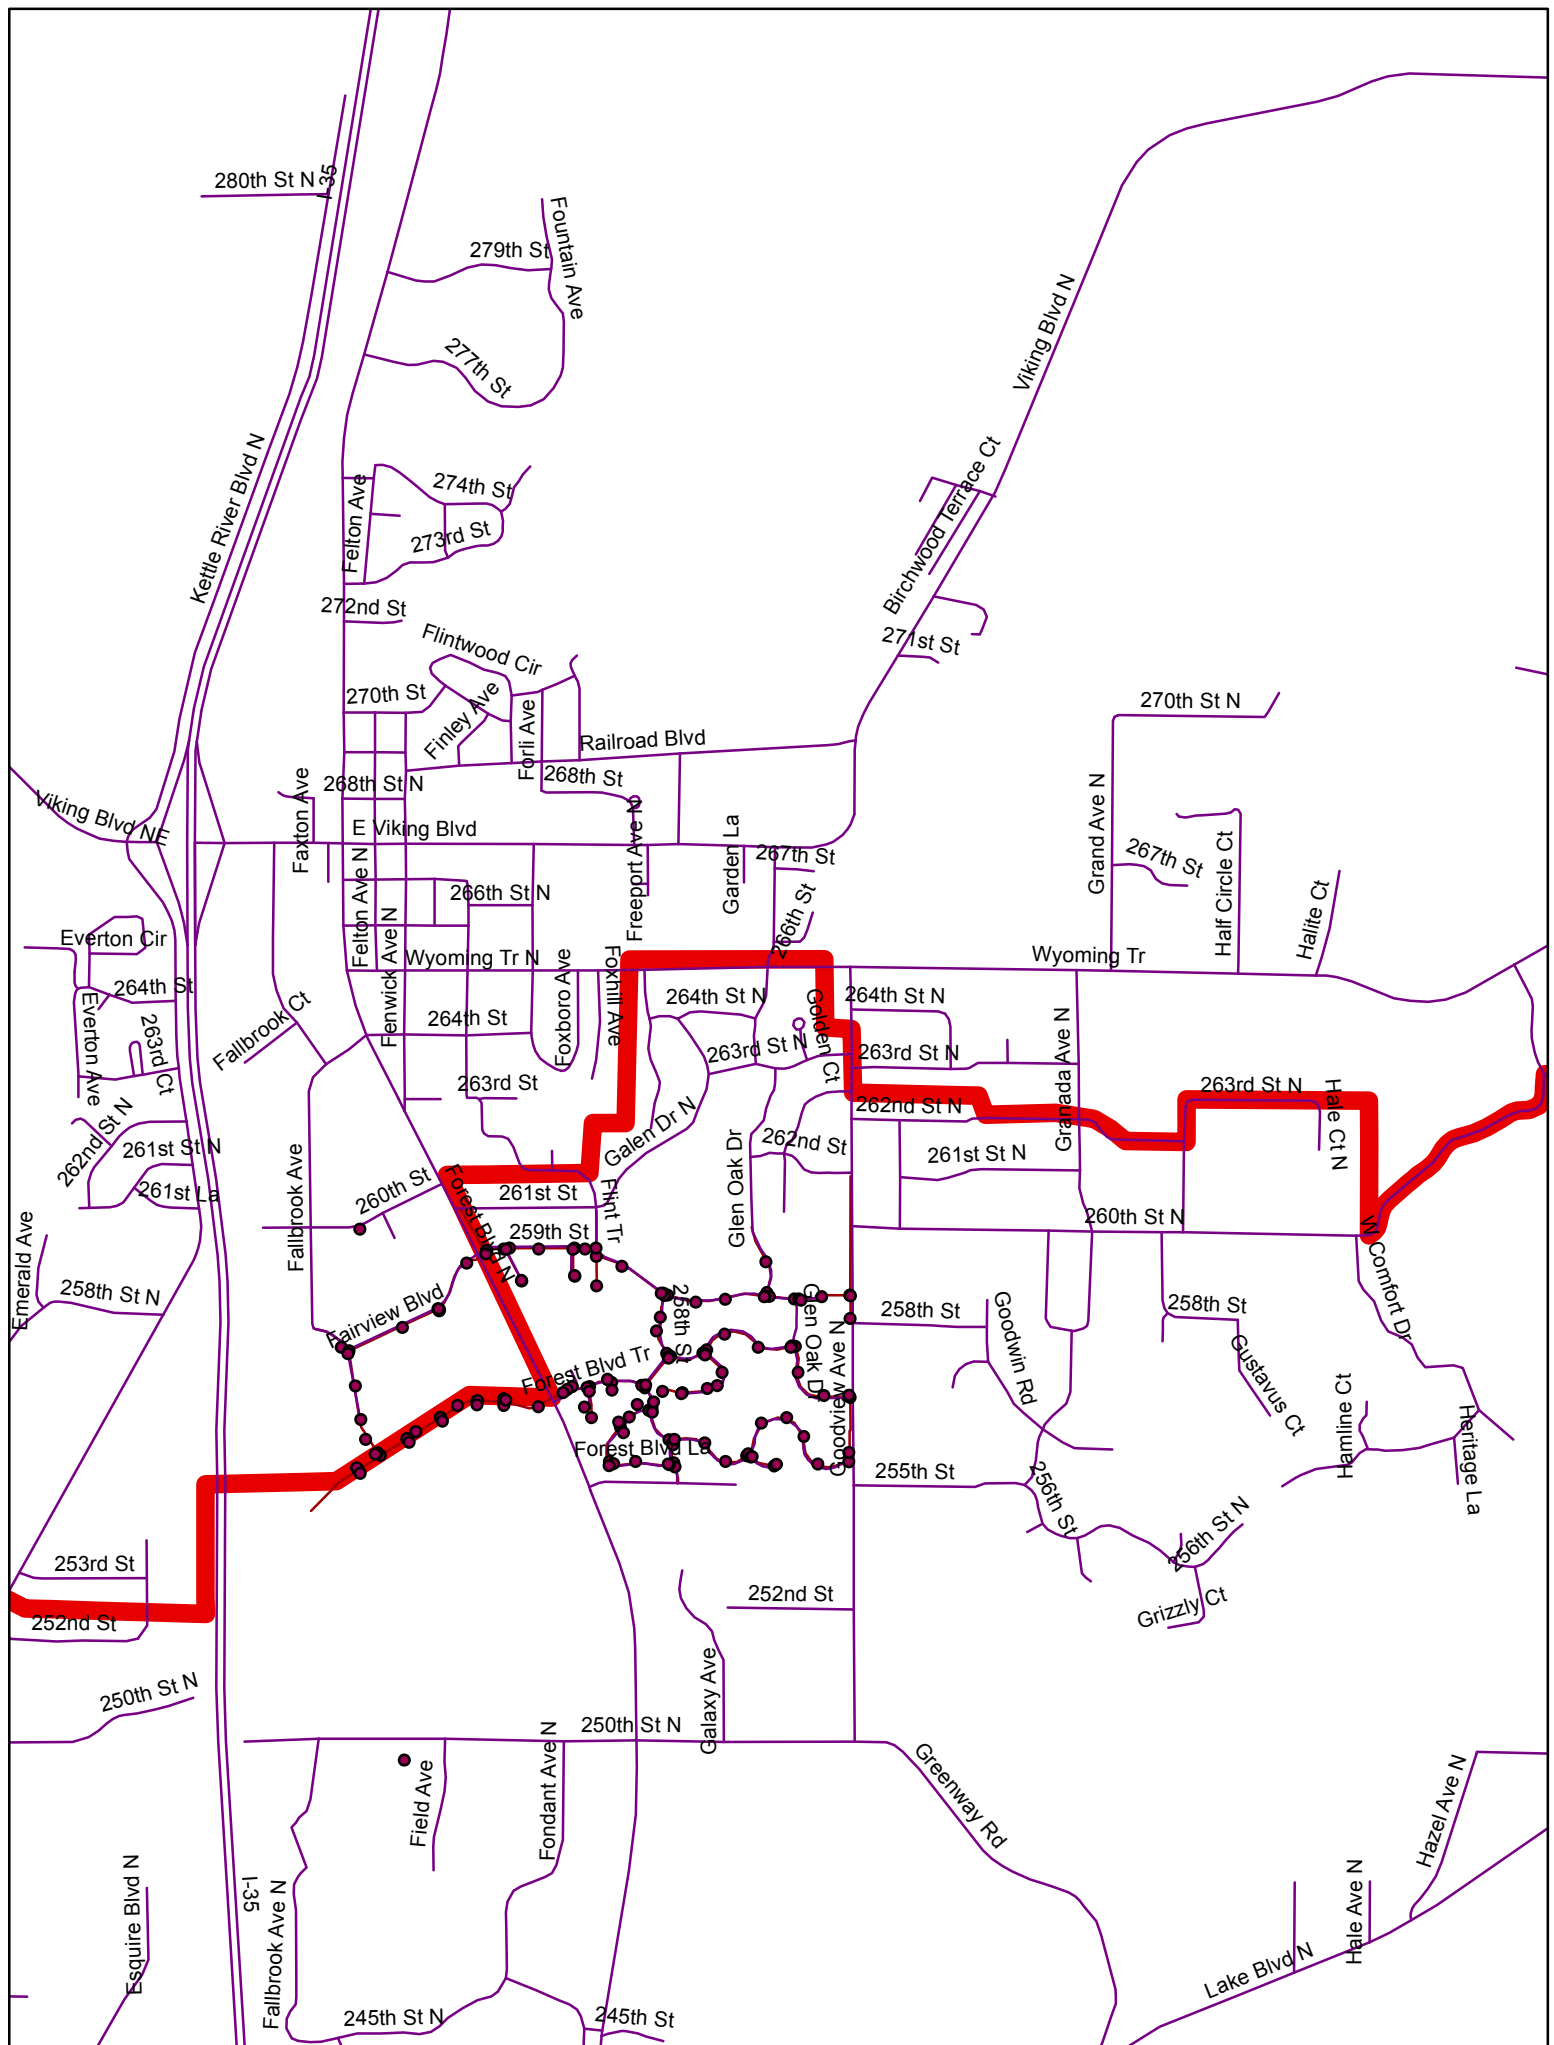 280th St N
I-35
Fountain Ave
279th St
277th St
Viking Blvd N
Kettle River Blvd N
Birchwood Terrace Ct
Felton Ave
274th St
273rd St
272nd St
Flintwood Cir
271st St
270th St
Finley Ave
Forli Ave
Railroad Blvd
270th St N
268th St N
268th St
Faxton Ave
Viking Blvd NE
E Viking Blvd
Freeport Ave N
Garden La
267th St
Grand Ave N
267th St
Half Circle Ct
Halite Ct
Felton Ave N
266th St N
266th St
Fenwick Ave N
Everton Cir
Wyoming Tr N
Foxboro Ave
Foxhill Ave
Wyoming Tr
264th St
264th St N
Golden Ct
264th St N
Everton Ave
263rd Ct
Fallbrook Ct
264th St
263rd St N
263rd St N
Granada Ave N
263rd St
262nd St N
263rd St N
Hale Ct N
262nd St N
261st St N
261st La
Galen Dr N
262nd St
261st St N
Glen Oak Dr
Fallbrook Ave
260th St
Forest Blvd N
261st St
Flint Tr
259th St
260th St N
W Comfort Dr
Emerald Ave
258th St N
Fairview Blvd
258th St
Glen Oak Dr
Goodview Ave N
258th St
Goodwin Rd
258th St
Gustavus Ct
Forest Blvd Tr
Hamline Ct
Heritage La
Forest Blvd La
255th St
256th St
256th St N
253rd St
252nd St
252nd St
Grizzly Ct
250th St N
Galaxy Ave
250th St N
Fondant Ave N
Field Ave
Greenway Rd
Hazel Ave N
Esquire Blvd N
I-35
Fallbrook Ave N
Hale Ave N
Lake Blvd N
245th St N
245th St